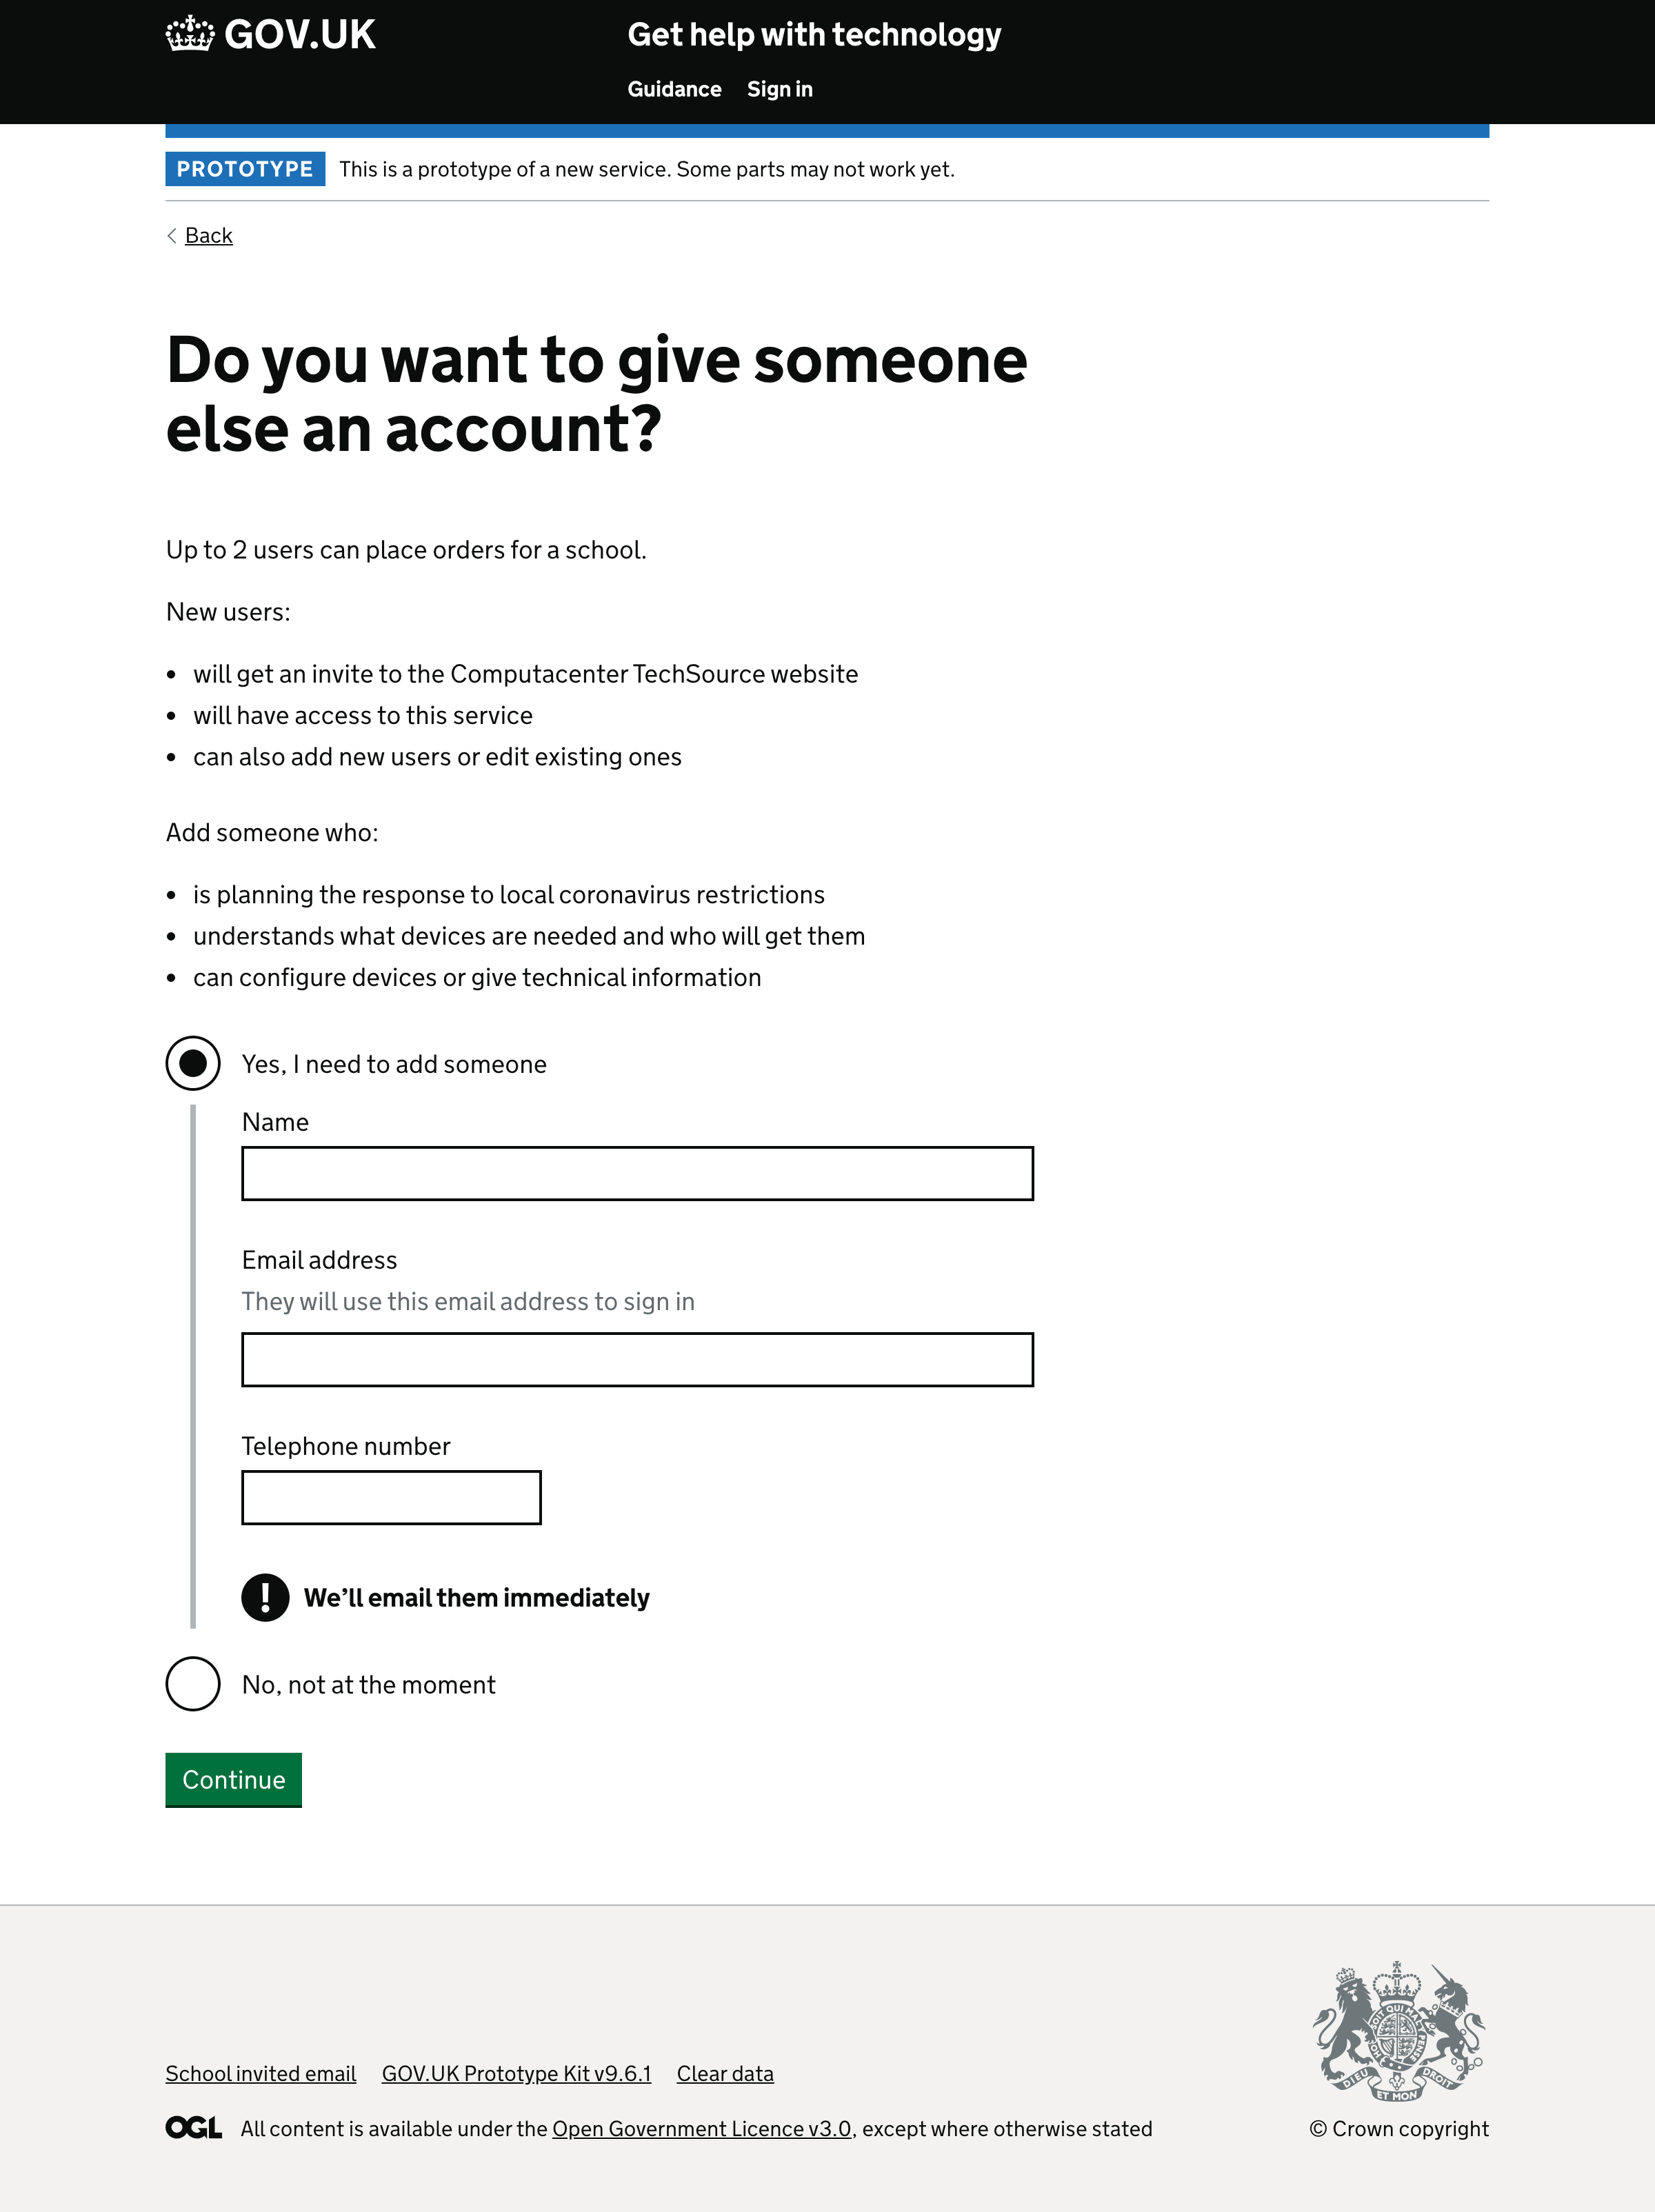 GOV.UK
Get help with technology
Guidance Sign in
PROTOTYPE This is a prototype of a new service. Some parts may not work yet.
Back
Do you want to give someone
else an account?
Up to 2 users can place orders for a school.
New users:
• will get an invite to the Computacenter TechSource website
• will have access to this service
• can also add new users or edit existing ones
Add someone who:
• is planning the response to local coronavirus restrictions
• understands what devices are needed and who will get them
• can configure devices or give technical information
Yes, I need to add someone
Name
Email address
They will use this email address to sign in
Telephone number
! We’ll email them immediately
No, not at the moment
Continue
School invited email GOV.UK Prototype Kit v9.6.1 Clear data
OGL All content is available under the Open Government Licence v3.0, except where otherwise stated
DIEU ET MON DROIT
© Crown copyright